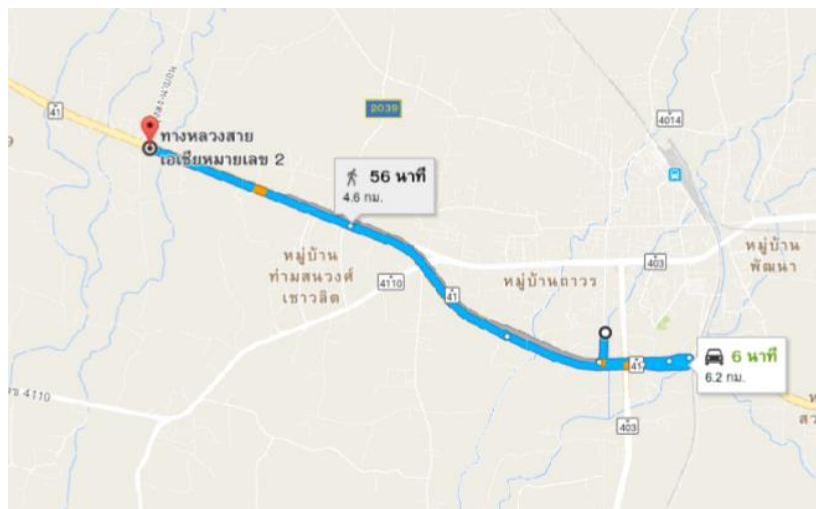 41
2039
4014
ทางหลวงสาย
เอเชียหมายเลข 2
56 นาที
4.6 กม.
หมู่บ้าน
ท่ามสนวงศ์
เชาวลิต
4110
41
หมู่บ้านถาวร
403
หมู่บ้าน
พัฒนา
41
6 นาที
6.2 กม.
4110
403